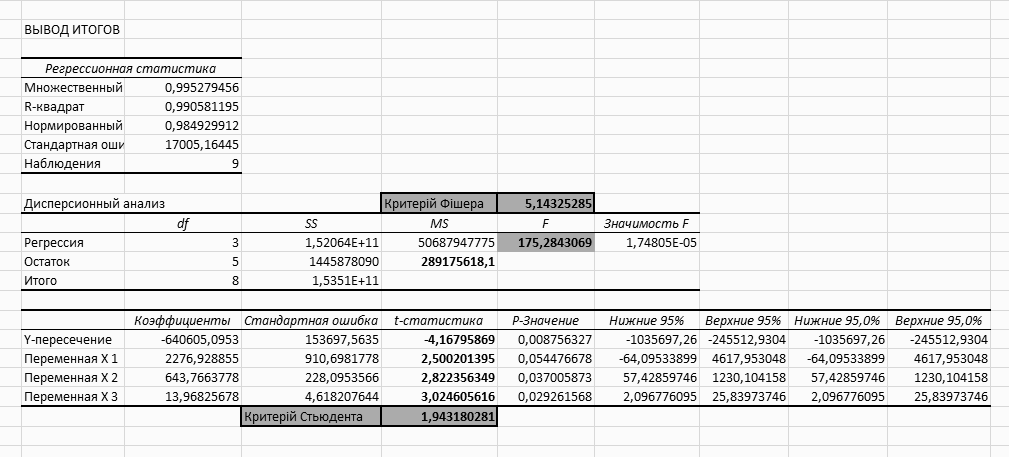 ВЫВОД ИТОГОВ
Регрессионная статистика
Множественный 0,995279456
R-квадрат 0,990581195
Нормированный 0,984929912
Стандартная оши 17005,16445
Наблюдения 9
Дисперсионный анализ Критерій Фішера 5,14325285
df SS MS F Значимость F
Регрессия 3 1,52064E+11 50687947775 175,2843069 1,74805E-05
Остаток 5 1445878090 289175618,1
Итого 8 1,5351E+11
Коэффициенты Стандартная ошибка t-статистика P-Значение Нижние 95% Верхние 95% Нижние 95,0% Верхние 95,0%
Y-пересечение -640605,0953 153697,5635 -4,16795869 0,008756327 -1035697,26 -245512,9304 -1035697,26 -245512,9304
Переменная X 1 2276,928855 910,6981778 2,500201395 0,054476678 -64,09533899 4617,953048 -64,09533899 4617,953048
Переменная X 2 643,7663778 228,0953566 2,822356349 0,037005873 57,42859746 1230,104158 57,42859746 1230,104158
Переменная X 3 13,96825678 4,618207644 3,024605616 0,029261568 2,096776095 25,83973746 2,096776095 25,83973746
Критерій Стьюдента 1,943180281